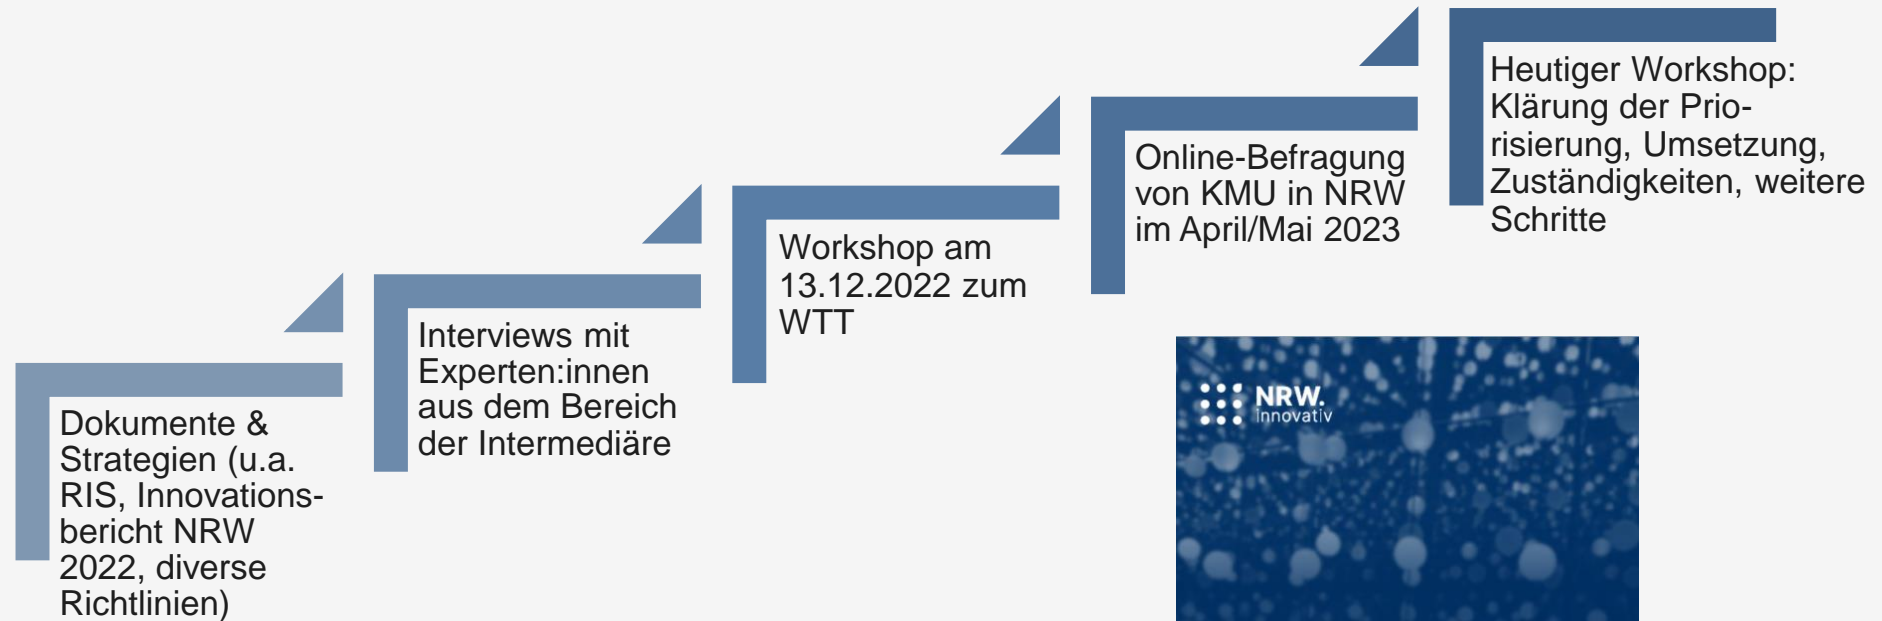 Dokumente &
Strategien (u.a.
RIS, Innovations-
bericht NRW
2022, diverse
Richtlinien)
Interviews mit
Experten:innen
aus dem Bereich
der Intermediäre
Workshop am
13.12.2022 zum
WTT
Online-Befragung
von KMU in NRW
im April/Mai 2023
Heutiger Workshop:
Klärung der Prio-
risierung, Umsetzung,
Zuständigkeiten, weitere
Schritte
NRW.
innovativ